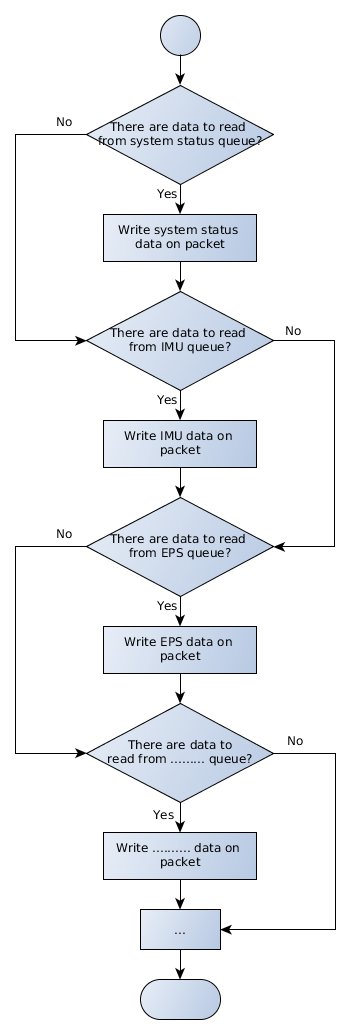 There are data to read
from system status queue?
No
Yes
Write system status
data on packet
There are data to read
from IMU queue?
No
Yes
Write IMU data on
packet
There are data to read
from EPS queue?
No
Yes
Write EPS data on
packet
There are data to
read from ......... queue?
No
Yes
Write .......... data on
packet
...